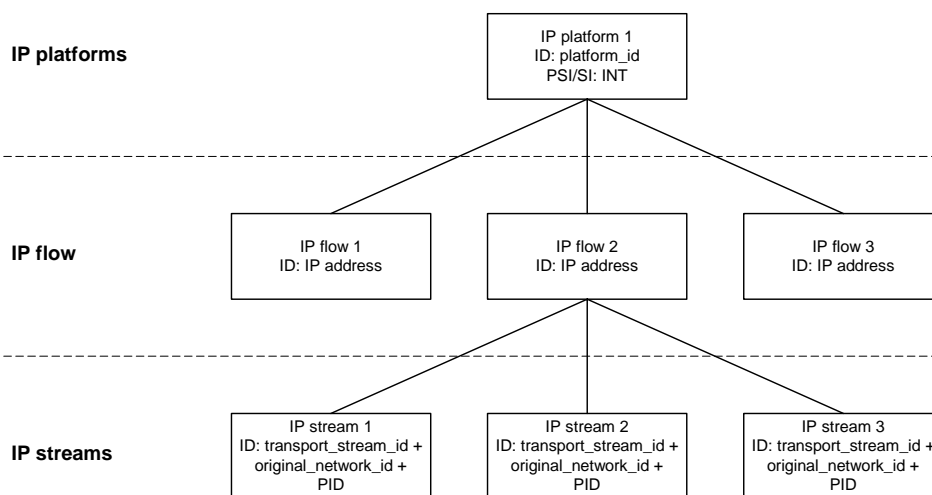 IP platforms
IP platform 1
ID: platform_id
PSI/SI: INT
IP flow
IP flow 1
ID: IP address
IP flow 2
ID: IP address
IP flow 3
ID: IP address
IP streams
IP stream 1
ID: transport_stream_id +
original_network_id +
PID
IP stream 2
ID: transport_stream_id +
original_network_id +
PID
IP stream 3
ID: transport_stream_id +
original_network_id +
PID